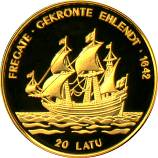 FREGATE · GEKRONTE EHLENDT · 1642
20 LATU